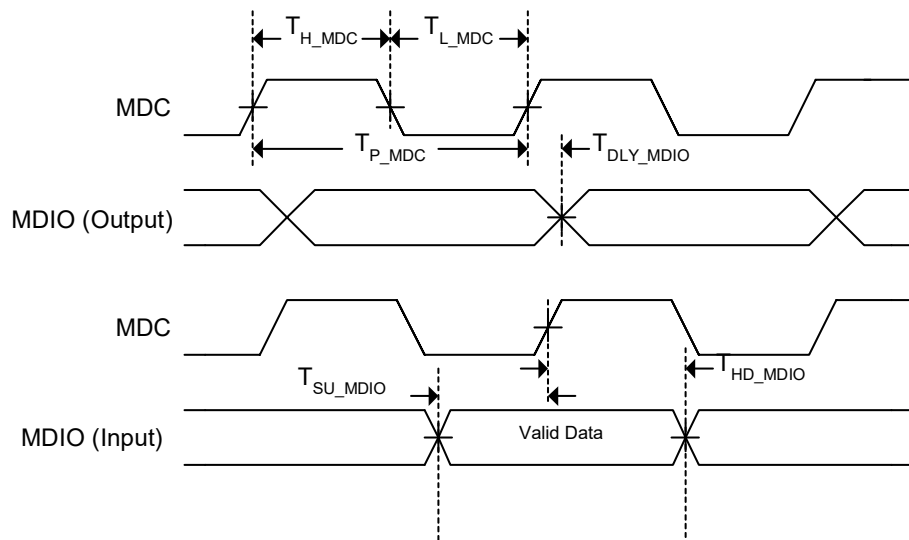 T_H_MDC T_L_MDC
MDC
T_P_MDC T_DLY_MDIO
MDIO (Output)
MDC
T_SU_MDIO T_HD_MDIO
MDIO (Input) Valid Data